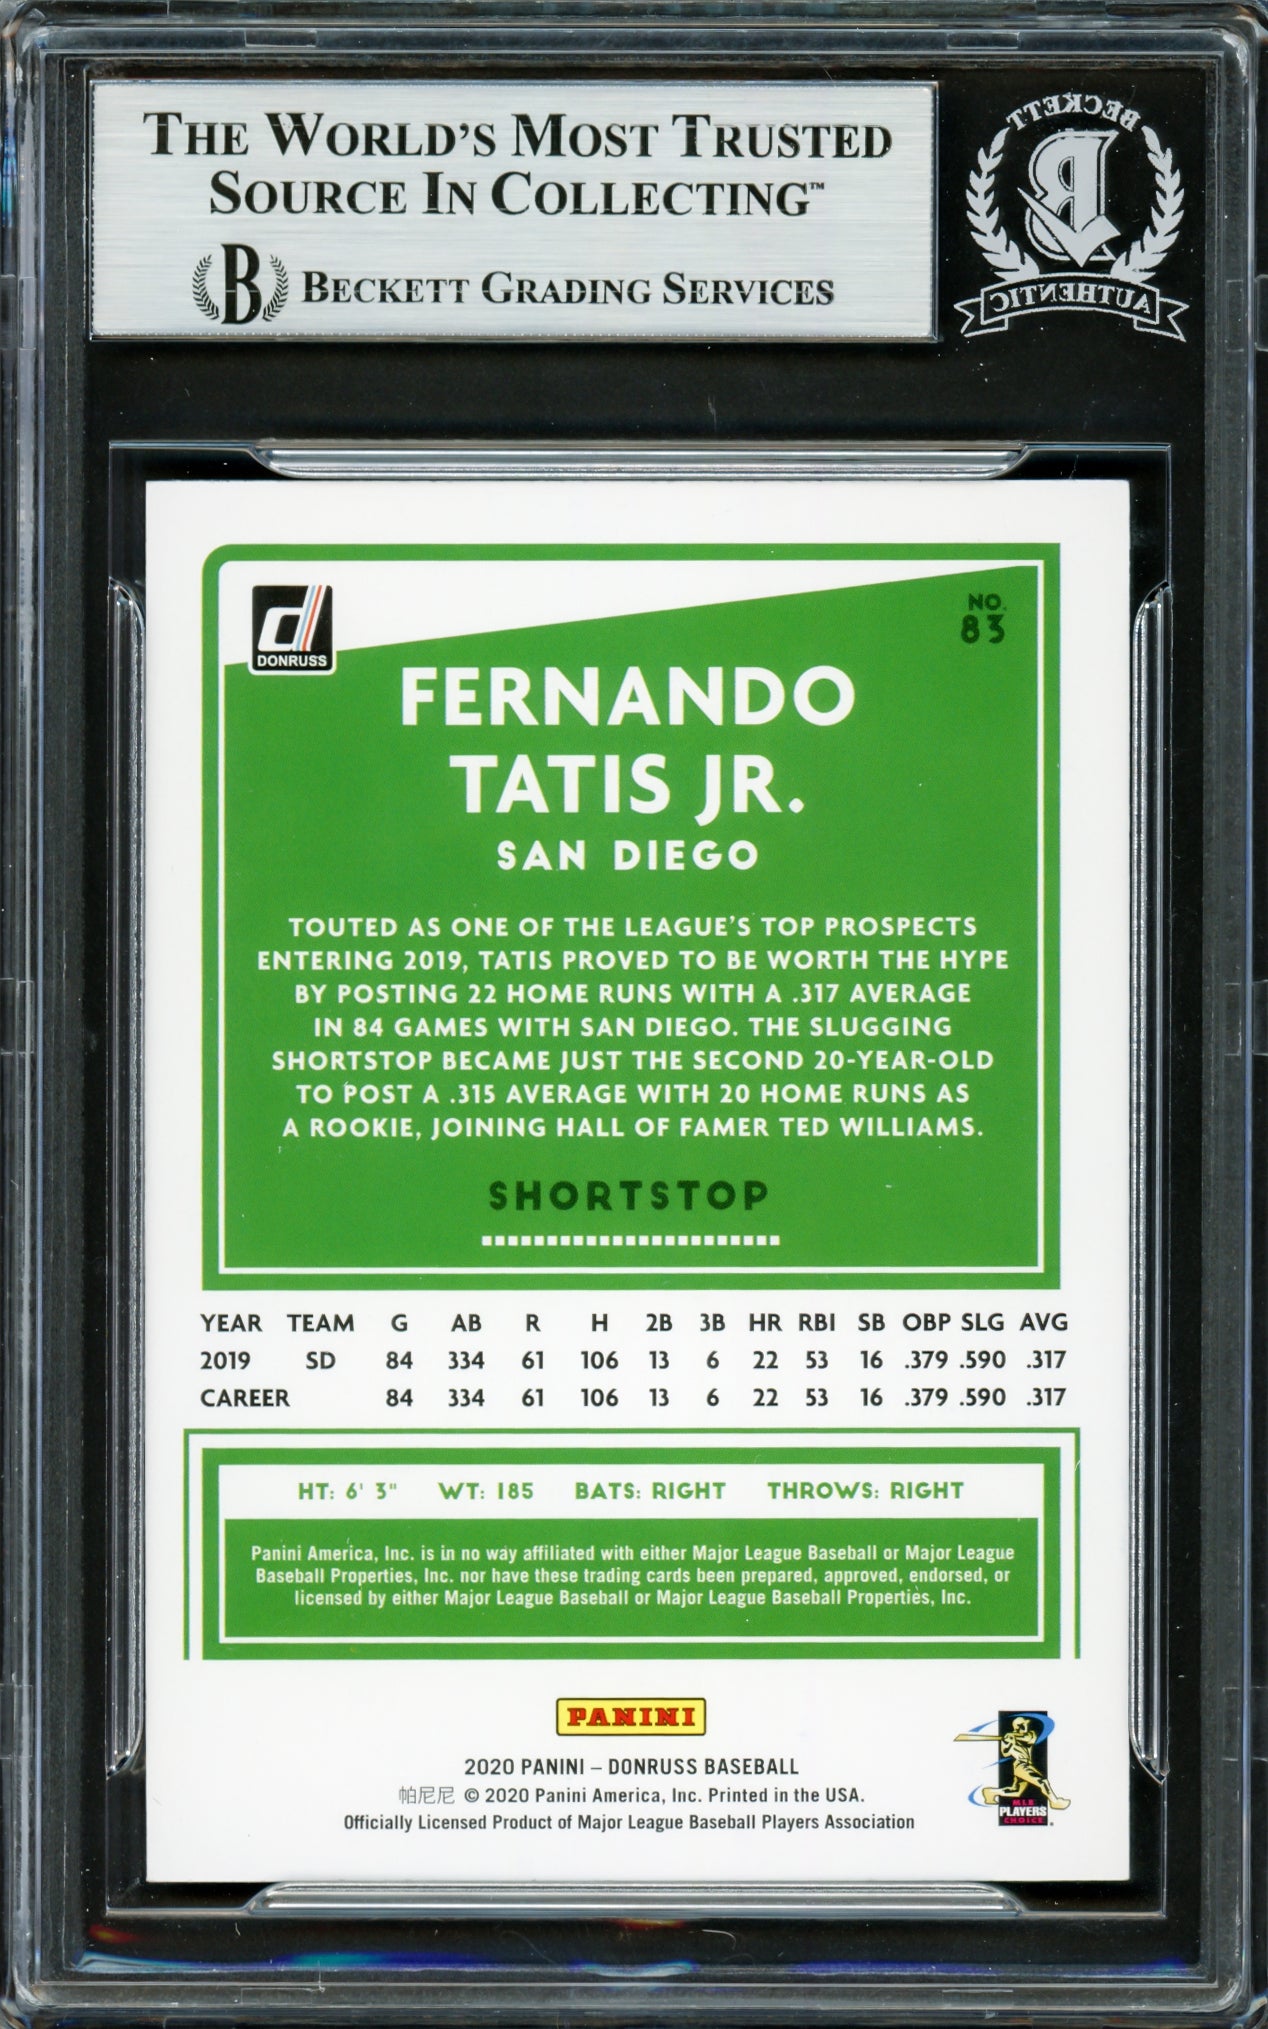 THE WORLD'S MOST TRUSTED
SOURCE IN COLLECTING™
B BECKETT GRADING SERVICES
BECKETT
B
AUTHENTIC
d
DONRUSS
NO.
83
FERNANDO
TATIS JR.
SAN DIEGO
TOUTED AS ONE OF THE LEAGUE'S TOP PROSPECTS
ENTERING 2019, TATIS PROVED TO BE WORTH THE HYPE
BY POSTING 22 HOME RUNS WITH A .317 AVERAGE
IN 84 GAMES WITH SAN DIEGO. THE SLUGGING
SHORTSTOP BECAME JUST THE SECOND 20-YEAR-OLD
TO POST A .315 AVERAGE WITH 20 HOME RUNS AS
A ROOKIE, JOINING HALL OF FAMER TED WILLIAMS.
SHORTSTOP
YEAR TEAM G AB R H 2B 3B HR RBI SB OBP SLG AVG
2019 SD 84 334 61 106 13 6 22 53 16 .379 .590 .317
CAREER 84 334 61 106 13 6 22 53 16 .379 .590 .317
HT: 6' 3" WT: 185 BATS: RIGHT THROWS: RIGHT
Panini America, Inc. is in no way affiliated with either Major League Baseball or Major League
Baseball Properties, Inc. nor have these trading cards been prepared, approved, endorsed, or
licensed by either Major League Baseball or Major League Baseball Properties, Inc.
PANINI
2020 PANINI – DONRUSS BASEBALL
帕尼尼 © 2020 Panini America, Inc. Printed in the USA.
Officially Licensed Product of Major League Baseball Players Association
MLB
PLAYERS
CHOICE